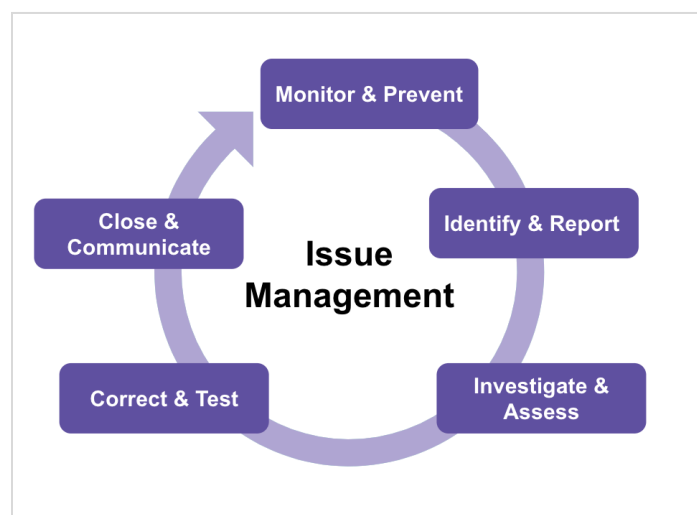 Monitor & Prevent
Identify & Report
Investigate &
Assess
Correct & Test
Close &
Communicate
Issue
Management